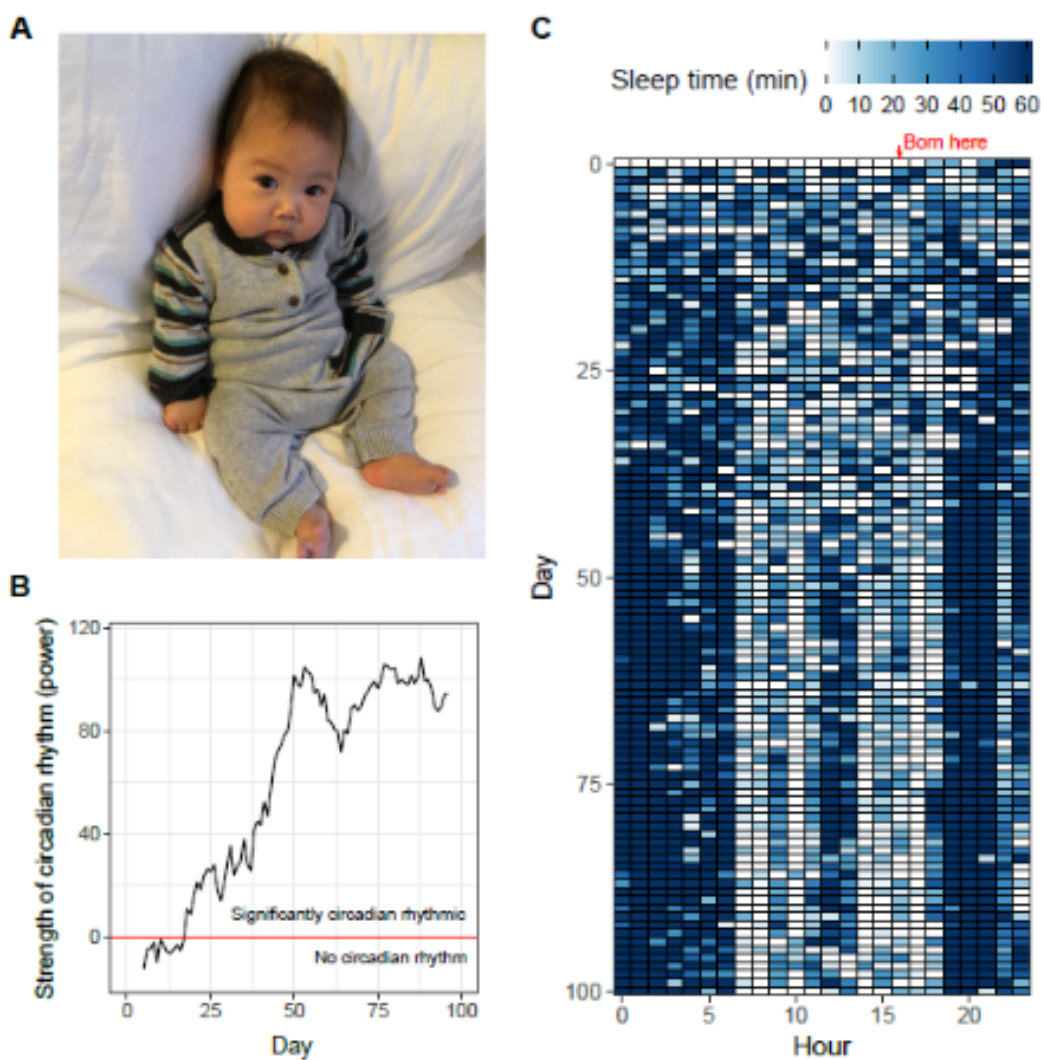 A
C
Sleep time (min)
0 10 20 30 40 50 60
Born here
0
25
50
75
100
Day
0 5 10 15 20
Hour
B
Strength of circadian rhythm (power)
120
80
40
0
Significantly circadian rhythmic
No circadian rhythm
0 25 50 75 100
Day